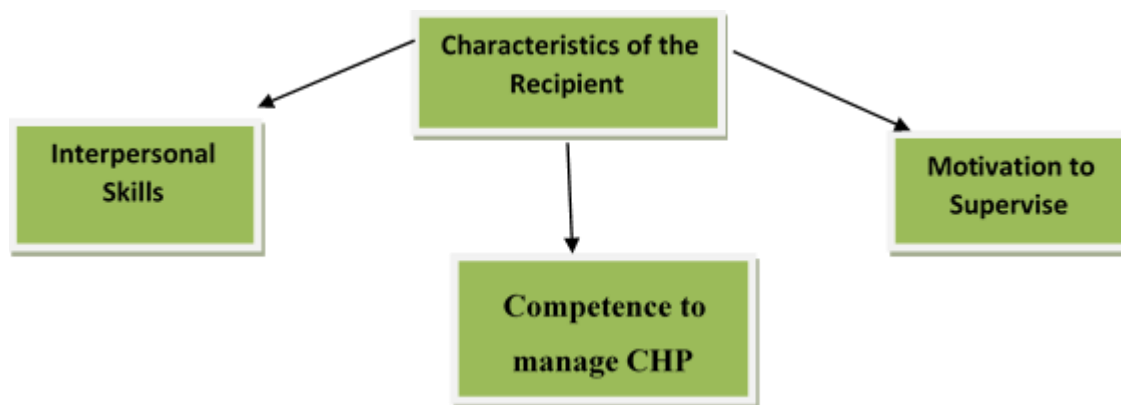 Characteristics of the
Recipient
Interpersonal
Skills
Motivation to
Supervise
Competence to
manage CHP